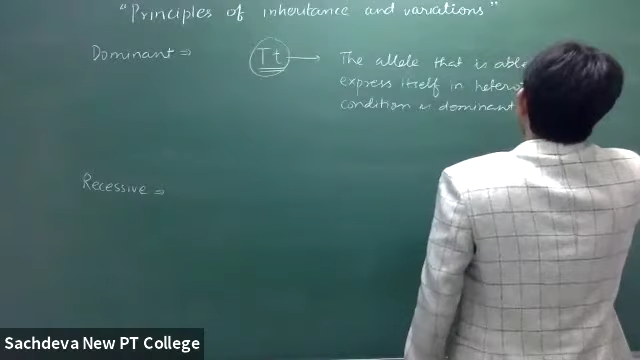 "Principles of inheritance and variations"
Dominant ⇒
Tt → The allele that is able
express itself in
condition is dominant
Recessive ⇒
Sachdeva New PT College